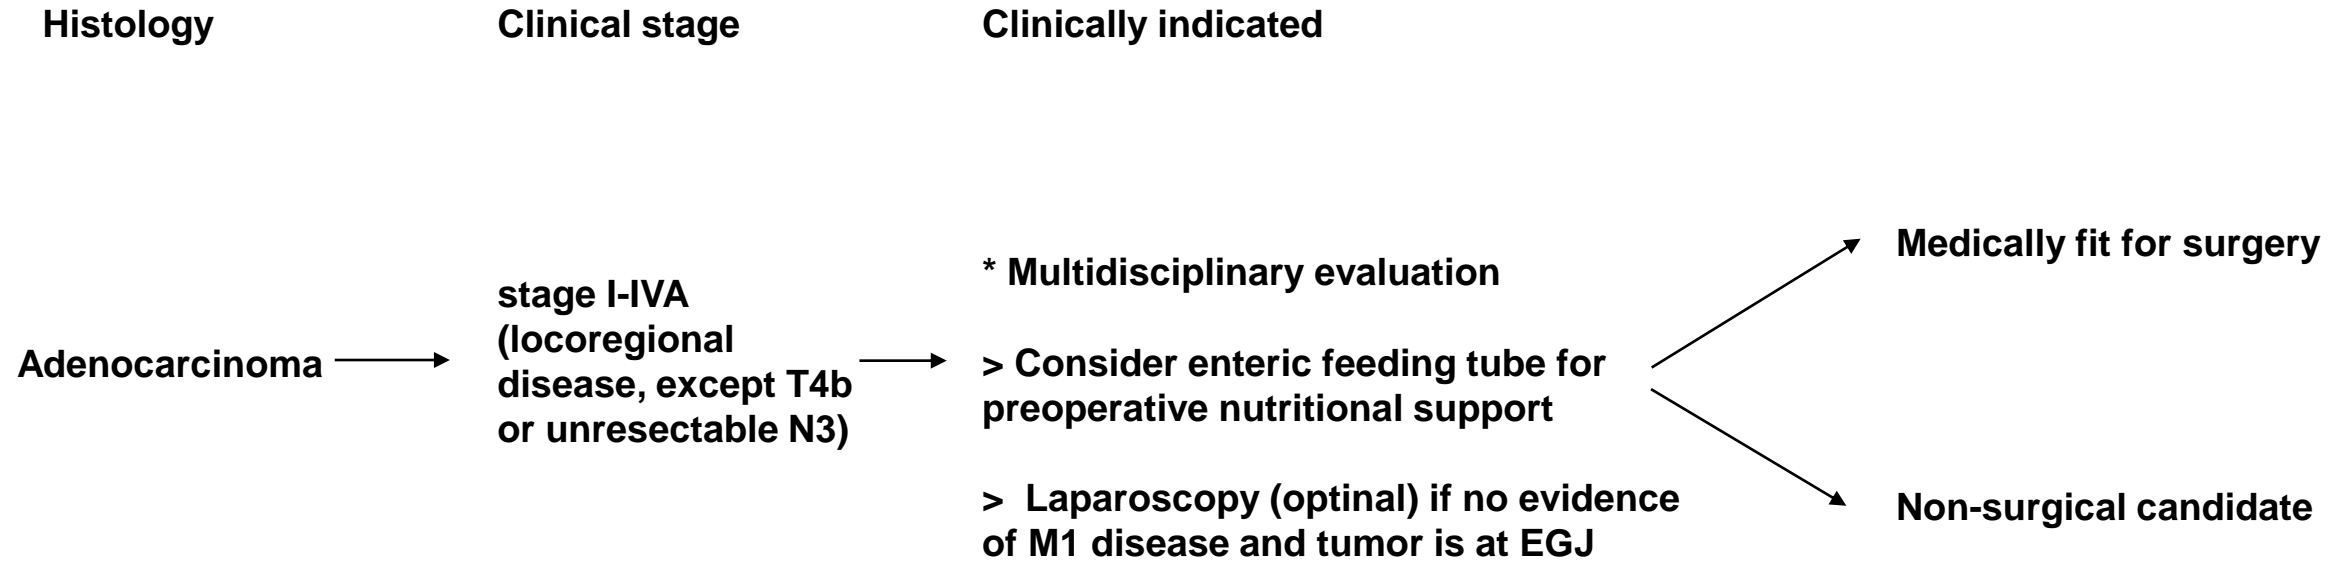 Histology
Clinical stage
Clinically indicated
Adenocarcinoma
stage I-IVA
(locoregional
disease, except T4b
or unresectable N3)
* Multidisciplinary evaluation
> Consider enteric feeding tube for
preoperative nutritional support
> Laparoscopy (optinal) if no evidence
of M1 disease and tumor is at EGJ
Medically fit for surgery
Non-surgical candidate